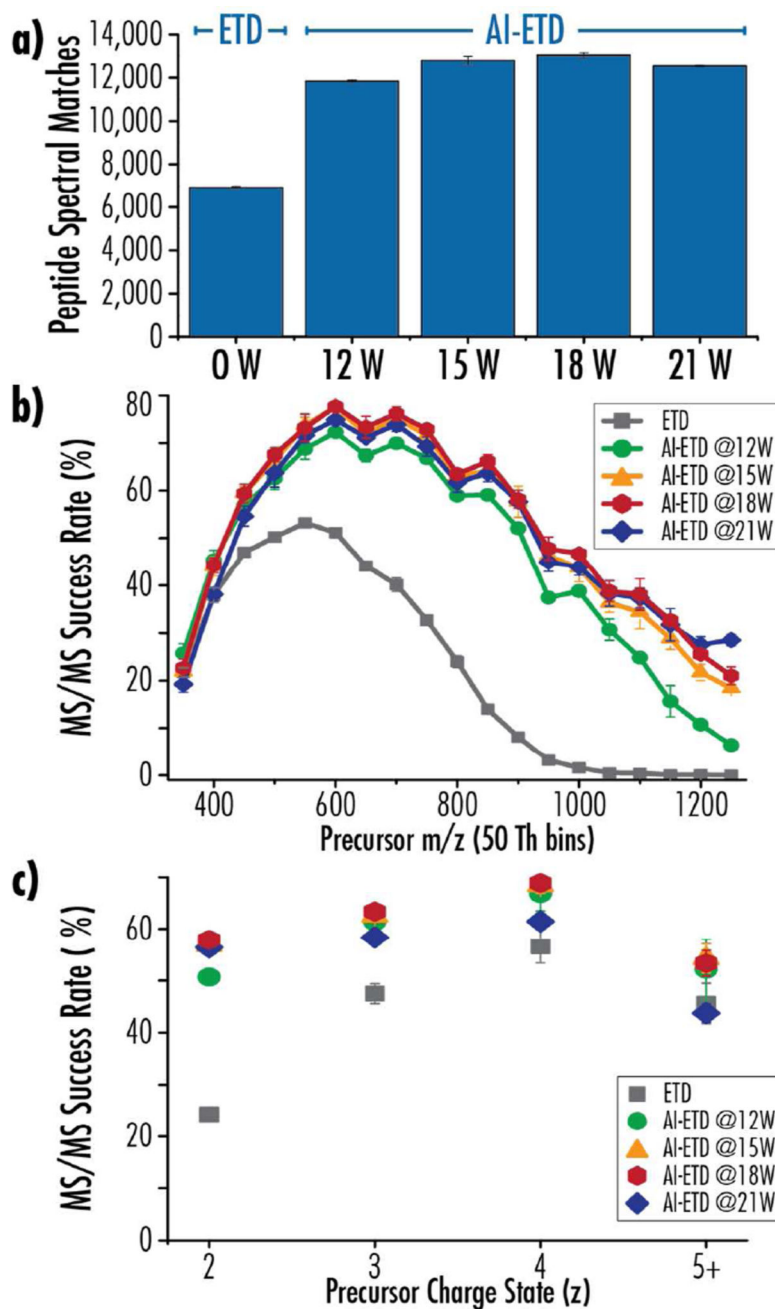 a)
ETD
AI-ETD
Peptide Spectral Matches
14,000
12,000
10,000
8,000
6,000
4,000
2,000
0
0 W
12 W
15 W
18 W
21 W
b)
MS/MS Success Rate (%)
80
60
40
20
0
ETD
AI-ETD @12W
AI-ETD @15W
AI-ETD @18W
AI-ETD @21W
400
600
800
1000
1200
Precursor m/z (50 Th bins)
c)
MS/MS Success Rate (%)
60
40
20
0
ETD
AI-ETD @12W
AI-ETD @15W
AI-ETD @18W
AI-ETD @21W
2
3
4
5+
Precursor Charge State (z)